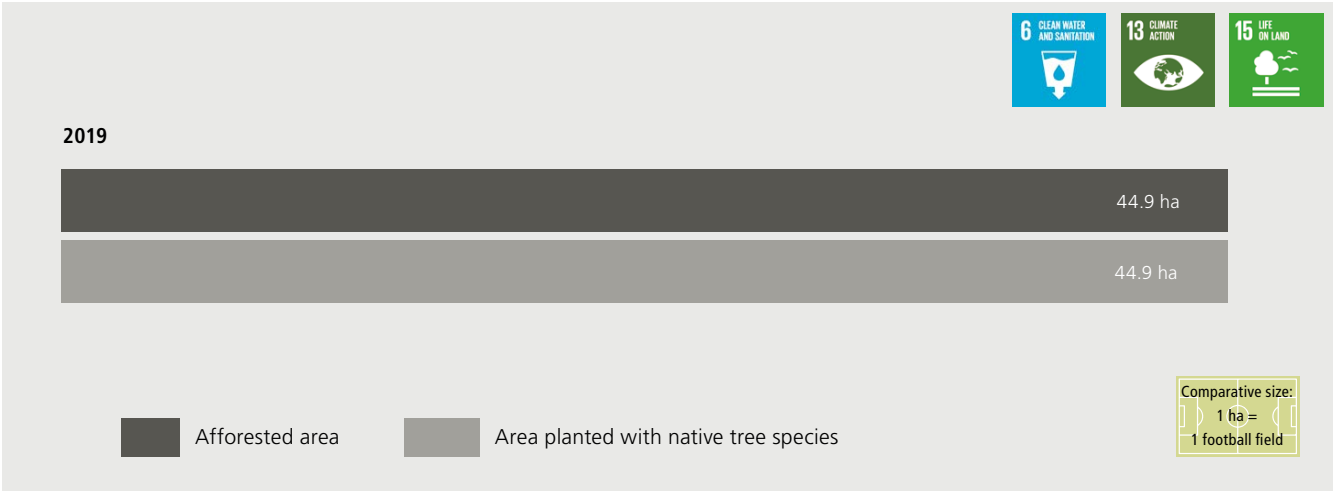 6 CLEAN WATER
AND SANITATION
13 CLIMATE
ACTION
15 LIFE
ON LAND
2019
44.9 ha
44.9 ha
Afforested area
Area planted with native tree species
Comparative size:
1 ha =
1 football field